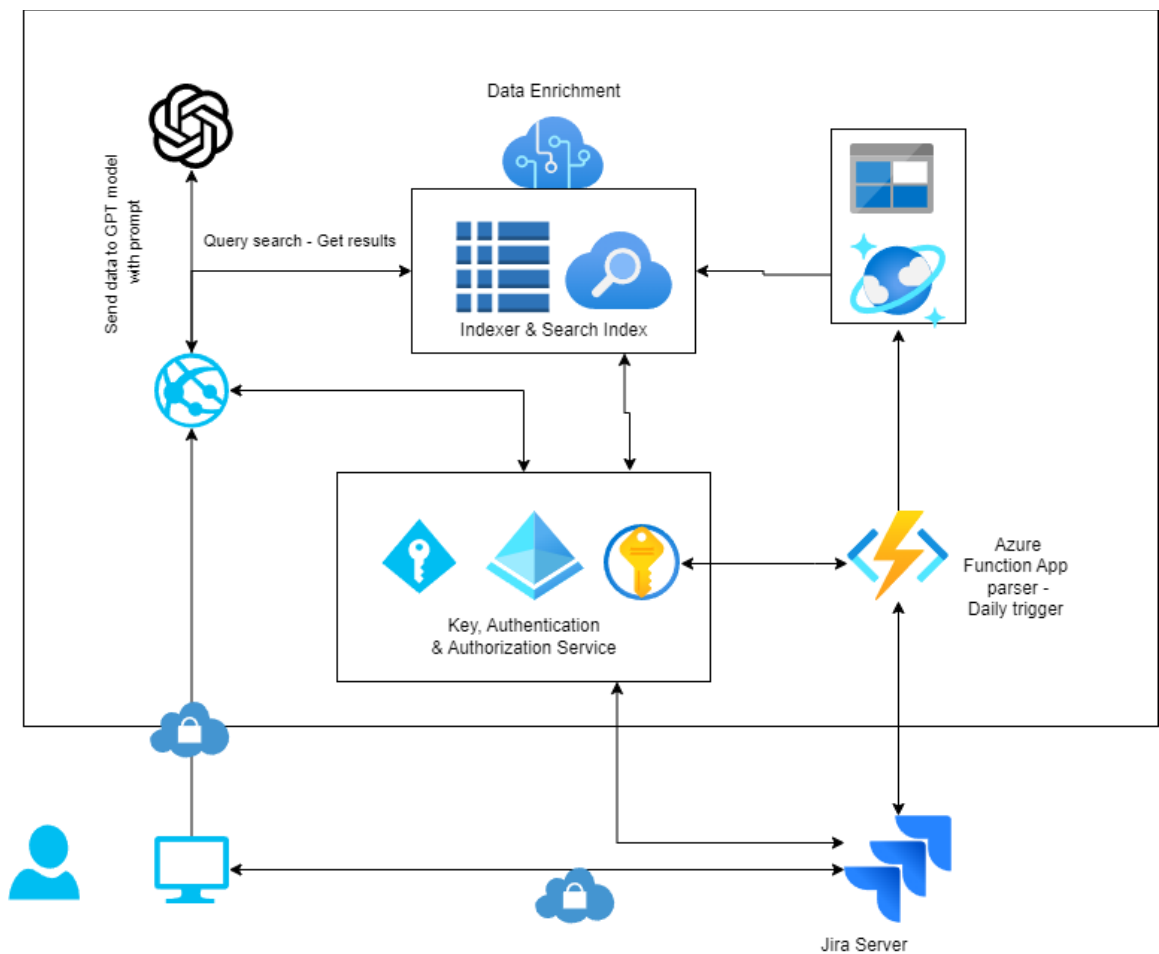 Data Enrichment
Send data to GPT model
with prompt
Query search - Get results
Indexer & Search Index
Key, Authentication
& Authorization Service
Azure
Function App
parser -
Daily trigger
Jira Server